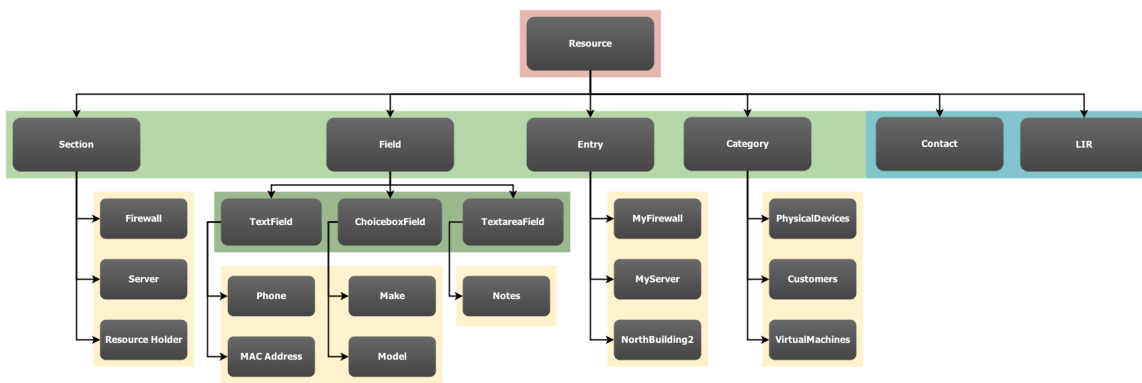 Resource
Section
Field
Entry
Category
Contact
LIR
Firewall
TextField
ChoiceboxField
TextareaField
MyFirewall
PhysicalDevices
Server
MyServer
Customers
Phone
Make
Notes
Resource Holder
NorthBuilding2
VirtualMachines
MAC Address
Model